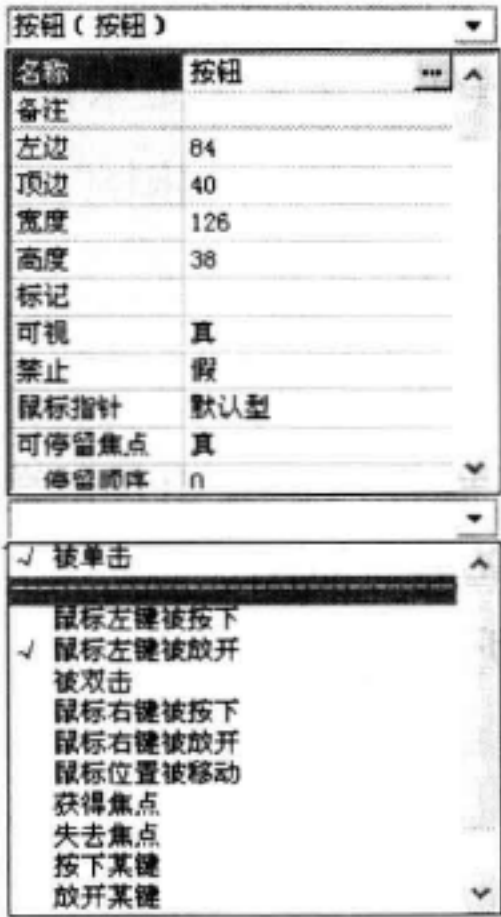 按钮（按钮）
名称 按钮 ...
备注
左边 84
顶边 40
宽度 126
高度 38
标记
可视 真
禁止 假
鼠标指针 默认型
可停留焦点 真
停留顺序 0
√ 被单击
鼠标左键被按下
√ 鼠标左键被放开
被双击
鼠标右键被按下
鼠标右键被放开
鼠标位置被移动
获得焦点
失去焦点
按下某键
放开某键